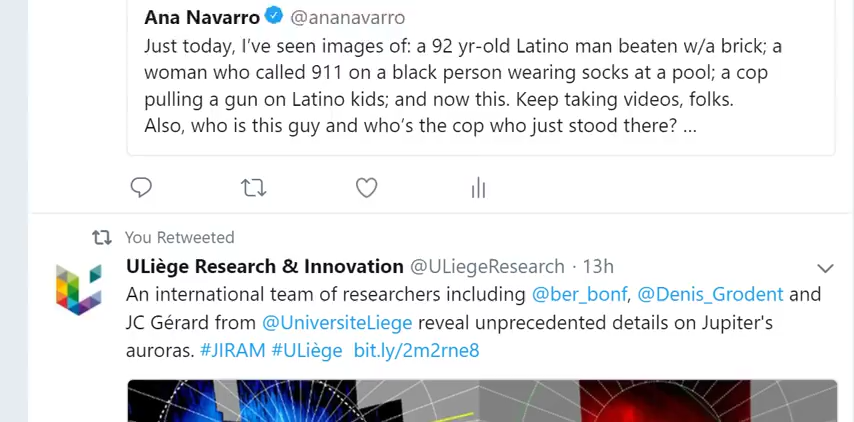 Ana Navarro @ananavarro
Just today, I've seen images of: a 92 yr-old Latino man beaten w/a brick; a
woman who called 911 on a black person wearing socks at a pool; a cop
pulling a gun on Latino kids; and now this. Keep taking videos, folks.
Also, who is this guy and who's the cop who just stood there? ...
You Retweeted
ULiège Research & Innovation @ULiegeResearch · 13h
An international team of researchers including @ber_bonf, @Denis_Grodent and
JC Gérard from @UniversiteLiege reveal unprecedented details on Jupiter's
auroras. #JIRAM #ULiège bit.ly/2m2rne8